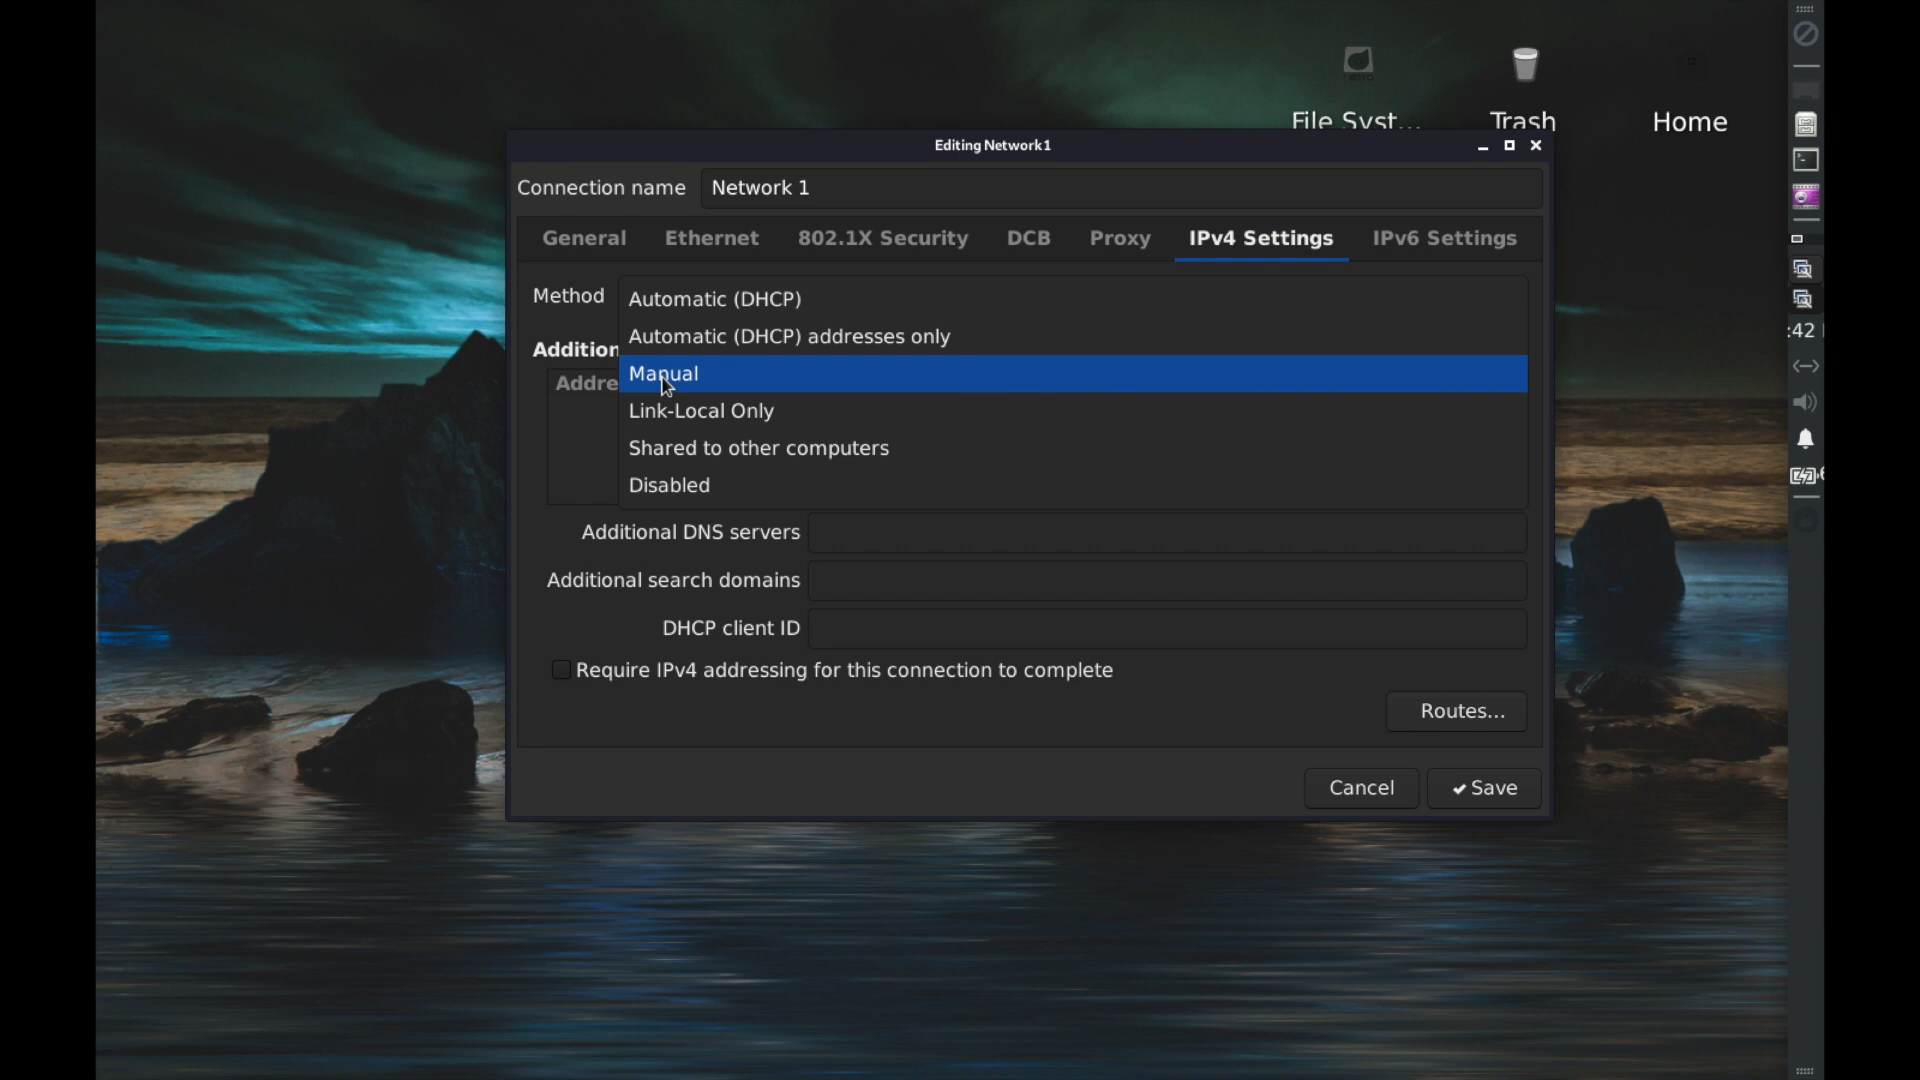 File Syst...
Trash
Home
Editing Network1
Connection name
Network 1
General
Ethernet
802.1X Security
DCB
Proxy
IPv4 Settings
IPv6 Settings
Method
Automatic (DHCP)
Automatic (DHCP) addresses only
Addition
Manual
Addre
Link-Local Only
Shared to other computers
Disabled
Additional DNS servers
Additional search domains
DHCP client ID
Require IPv4 addressing for this connection to complete
Routes...
Cancel
Save
:42